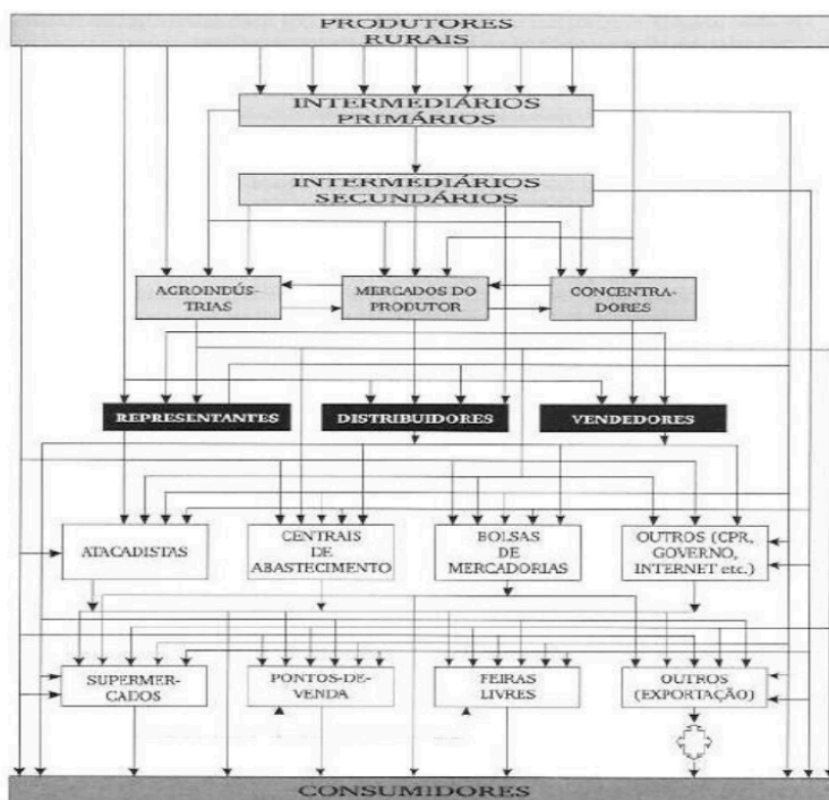 PRODUTORES
RURAIS
INTERMEDIÁRIOS
PRIMÁRIOS
INTERMEDIÁRIOS
SECUNDÁRIOS
AGROINDÚS-
TRIAS
MERCADOS DO
PRODUTOR
CONCENTRA-
DORES
REPRESENTANTES
DISTRIBUIDORES
VENDEDORES
ATACADISTAS
CENTRAIS
DE
ABASTECIMENTO
BOLSAS
DE
MERCADORIAS
OUTROS (CPR,
GOVERNO,
INTERNET etc.)
SUPERMER-
CADOS
PONTOS-DE-
VENDA
FEIRAS
LIVRES
OUTROS
(EXPORTAÇÃO)
CONSUMIDORES